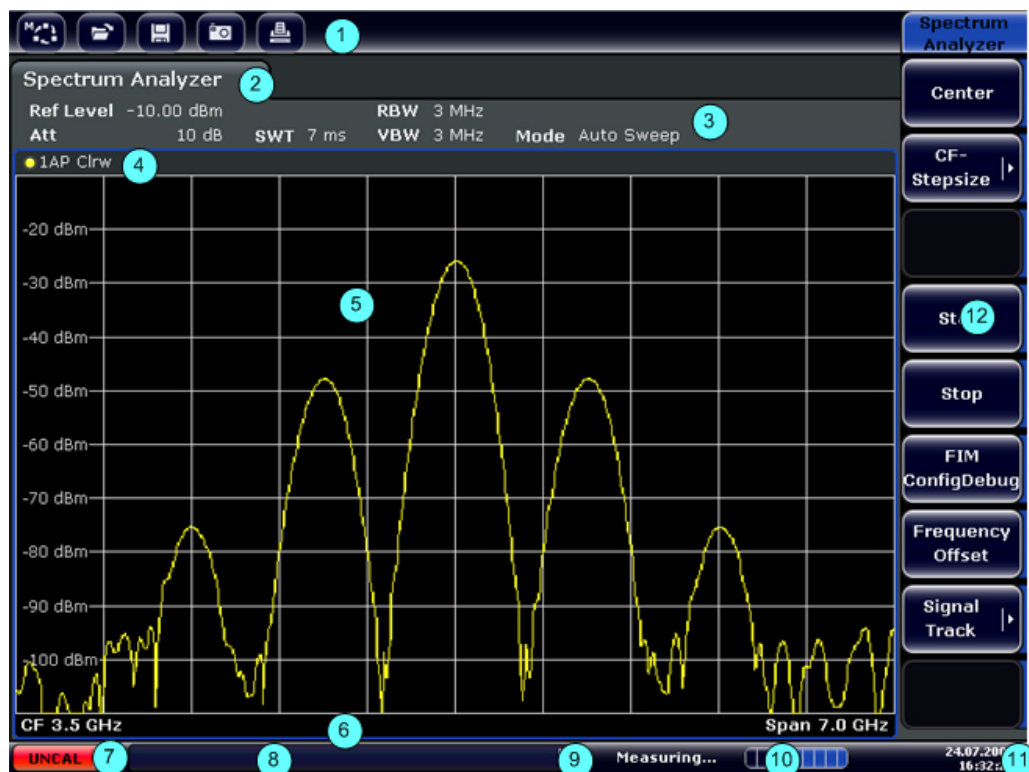 M
1
Spectrum Analyzer
Spectrum Analyzer
2
Ref Level -10.00 dBm RBW 3 MHz
Att 10 dB SWT 7 ms VBW 3 MHz Mode Auto Sweep
3
1AP Clrw
4
-20 dBm
-30 dBm
5
-40 dBm
-50 dBm
-60 dBm
-70 dBm
-80 dBm
-90 dBm
-100 dBm
CF 3.5 GHz
6
Span 7.0 GHz
UNCAL
7
8
9
Measuring...
10
11
Center
CF-
Stepsize
12
Stop
FIM
ConfigDebug
Frequency
Offset
Signal
Track